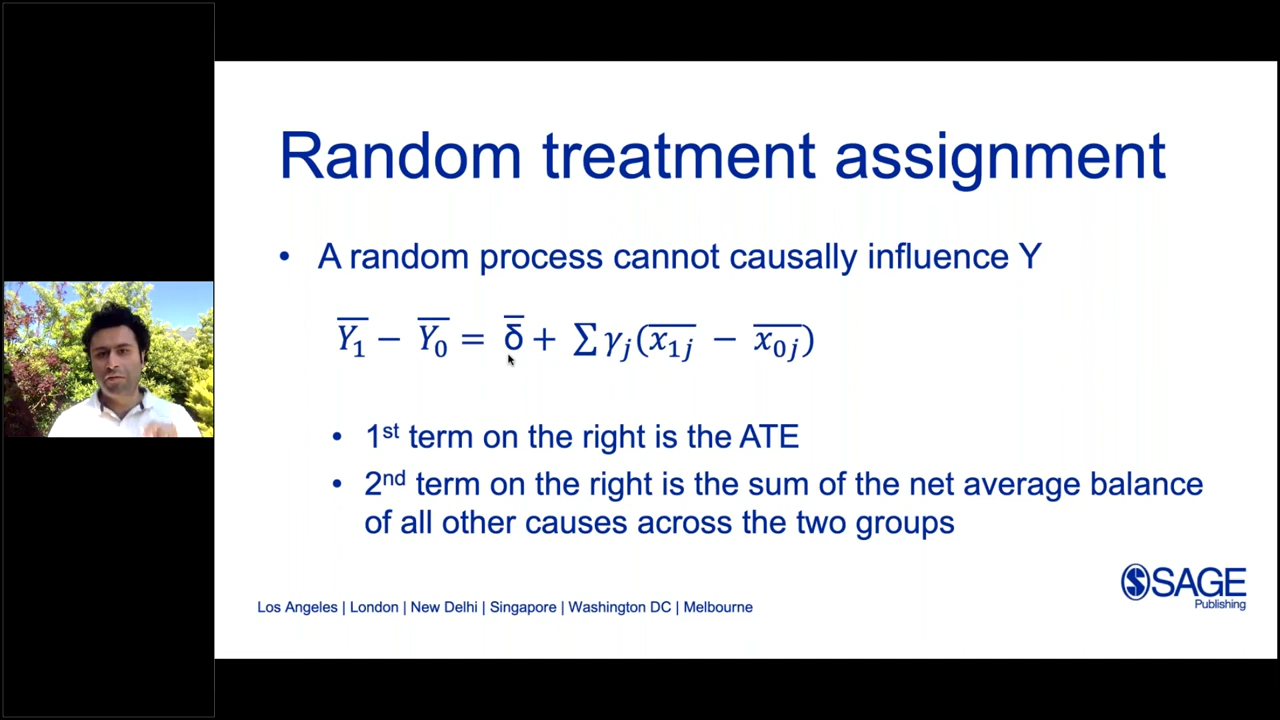 Random treatment assignment
• A random process cannot causally influence Y
$\overline{Y_1} - \overline{Y_0} = \overline{δ} + \sum γ_j(\overline{x_{1j}} - \overline{x_{0j}})$
• 1st term on the right is the ATE
• 2nd term on the right is the sum of the net average balance
of all other causes across the two groups
SAGE
Publishing
Los Angeles | London | New Delhi | Singapore | Washington DC | Melbourne